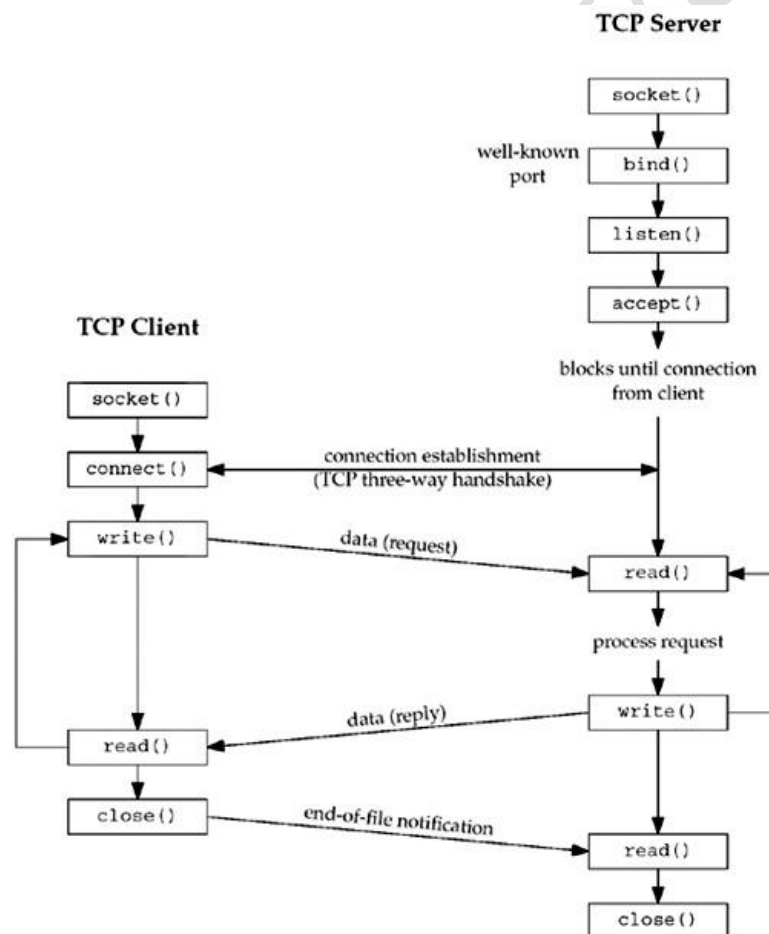 TCP Server
socket()
well-known
port
bind()
listen()
accept()
TCP Client
blocks until connection
from client
socket()
connection establishment
(TCP three-way handshake)
connect()
write()
data (request)
read()
process request
data (reply)
write()
read()
close()
end-of-file notification
read()
close()